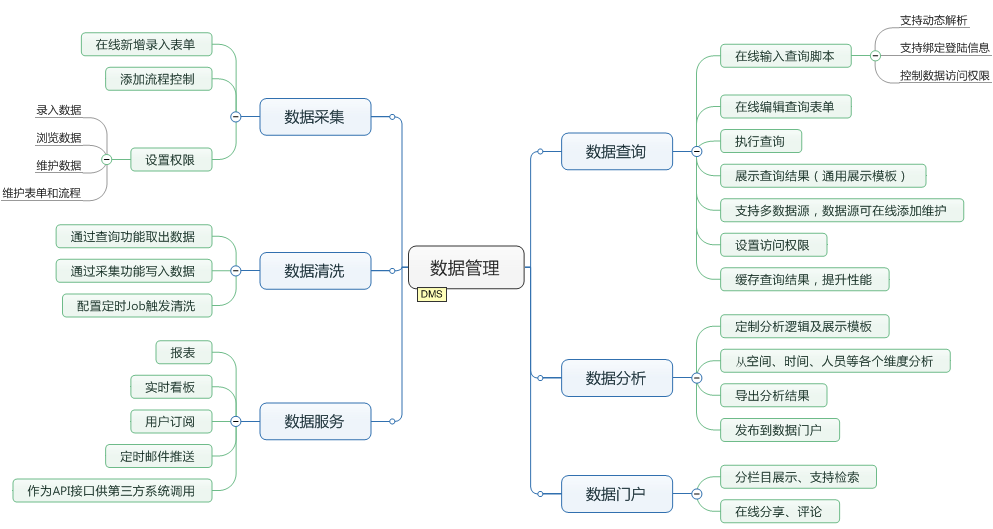 数据管理
DMS
数据采集
在线新增录入表单
添加流程控制
设置权限
录入数据
浏览数据
维护数据
维护表单和流程
数据清洗
通过查询功能取出数据
通过采集功能写入数据
配置定时Job触发清洗
数据服务
报表
实时看板
用户订阅
定时邮件推送
作为API接口供第三方系统调用
数据查询
在线输入查询脚本
支持动态解析
支持绑定登陆信息
控制数据访问权限
在线编辑查询表单
执行查询
展示查询结果（通用展示模板）
支持多数据源，数据源可在线添加维护
设置访问权限
缓存查询结果，提升性能
数据分析
定制分析逻辑及展示模板
从空间、时间、人员等各个维度分析
导出分析结果
发布到数据门户
数据门户
分栏目展示、支持检索
在线分享、评论